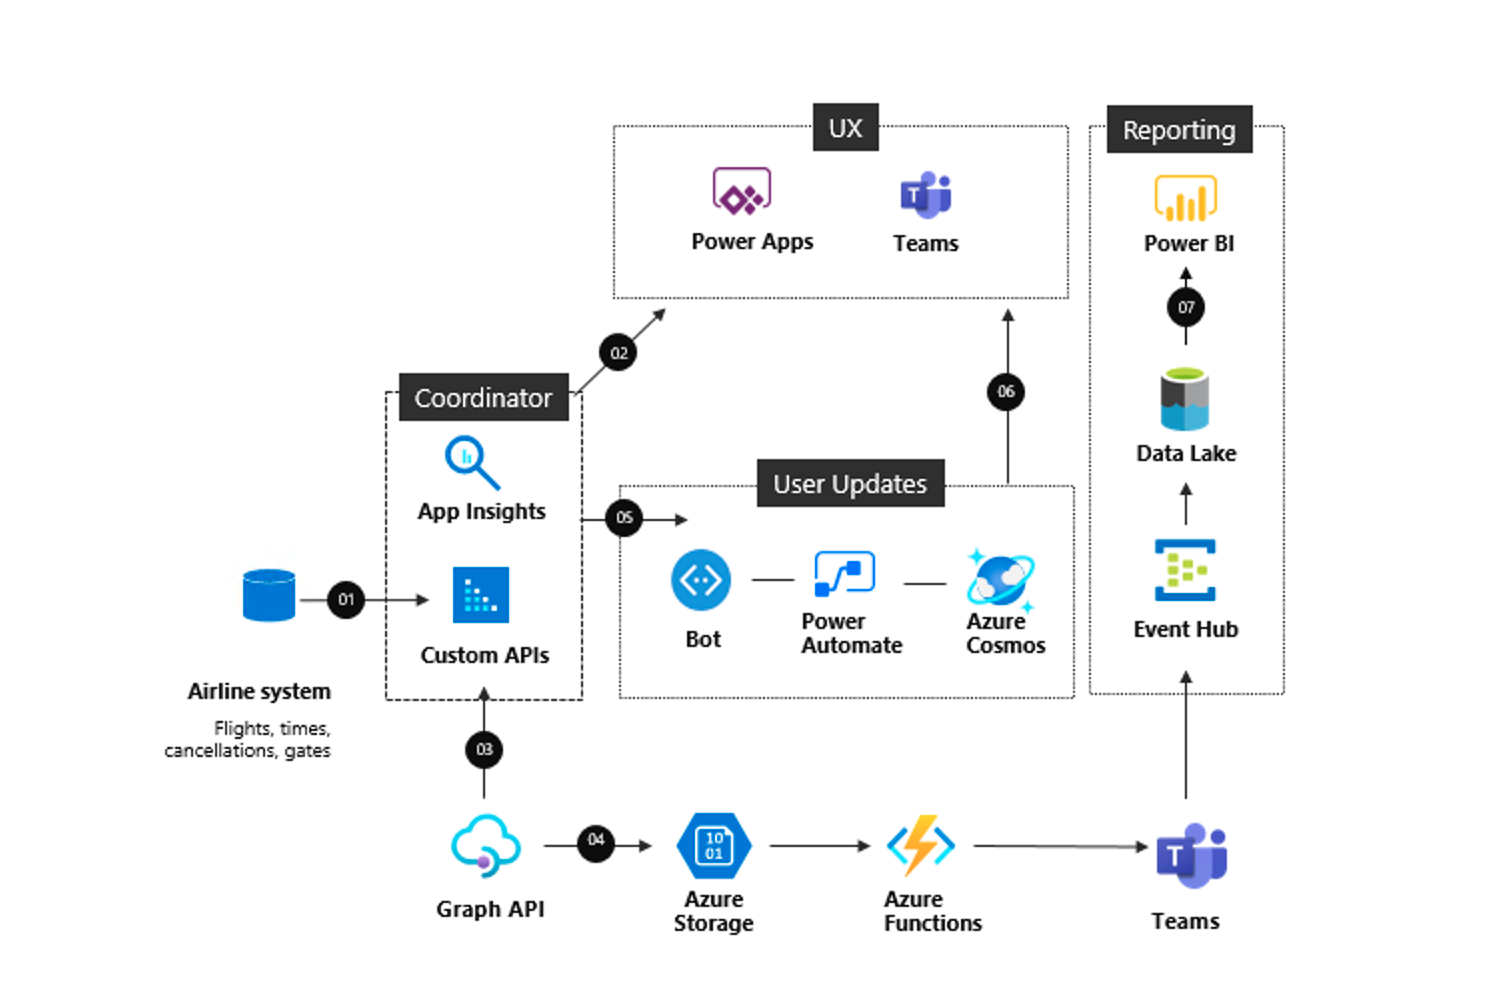 UX
Reporting
Power Apps
Teams
Power BI
07
02
Coordinator
06
Data Lake
User Updates
App Insights
05
Event Hub
01
Custom APIs
Bot
Power
Automate
Azure
Cosmos
Airline system
Flights, times,
cancellations, gates
03
04
10
01
Graph API
Azure
Storage
Azure
Functions
Teams
T
T